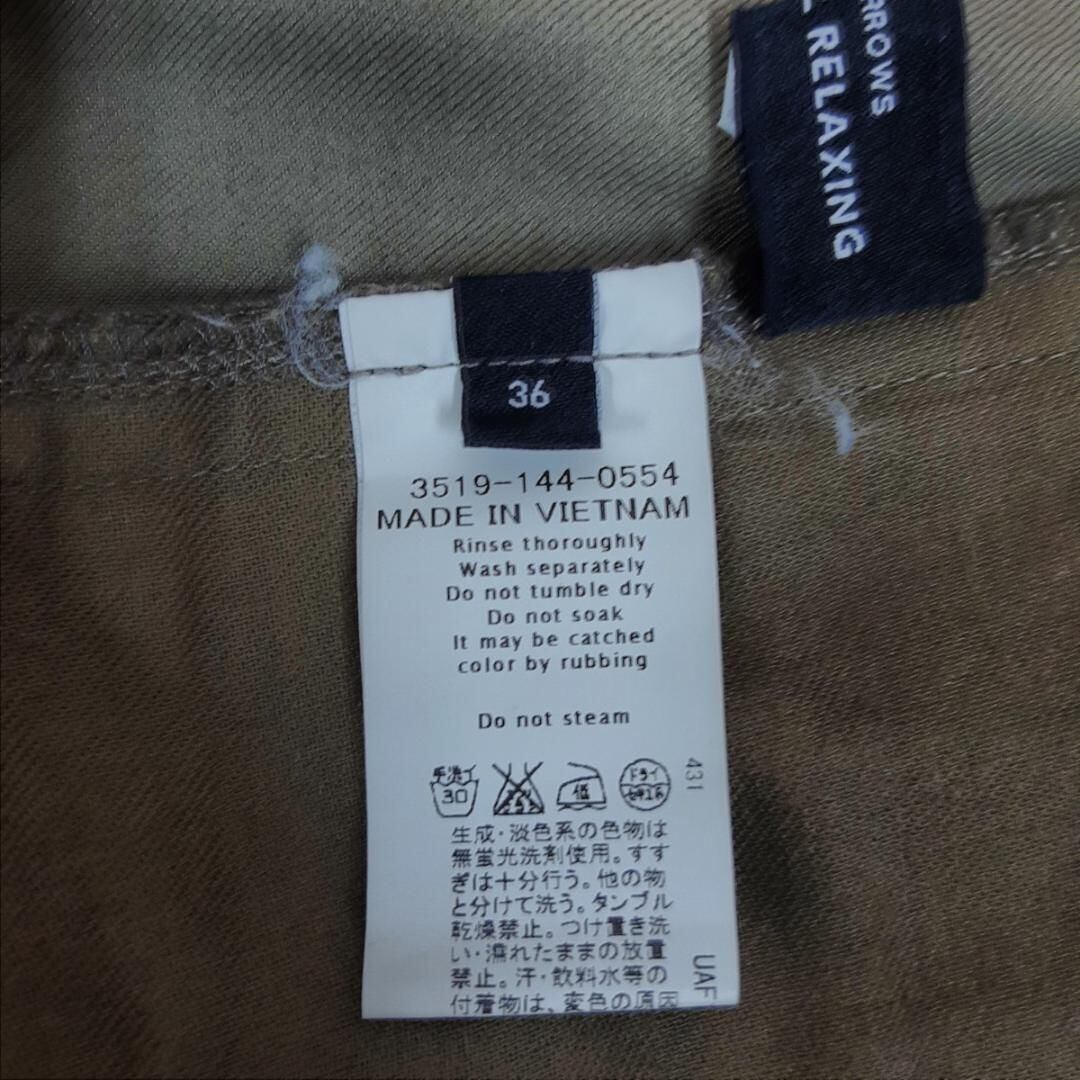 ARROWS
RELAXING
36
3519-144-0554
MADE IN VIETNAM
Rinse thoroughly
Wash separately
Do not tumble dry
Do not soak
It may be catched
color by rubbing
Do not steam
手洗イ
30
低
ドライ
セキユ系
431
生成・淡色系の色物は
無蛍光洗剤使用。すす
ぎは十分行う。他の物
と分けて洗う。タンブル
乾燥禁止。つけ置き洗
い・濡れたままの放置
禁止。汗・飲料水等の
付着物は、変色の原因
UAF